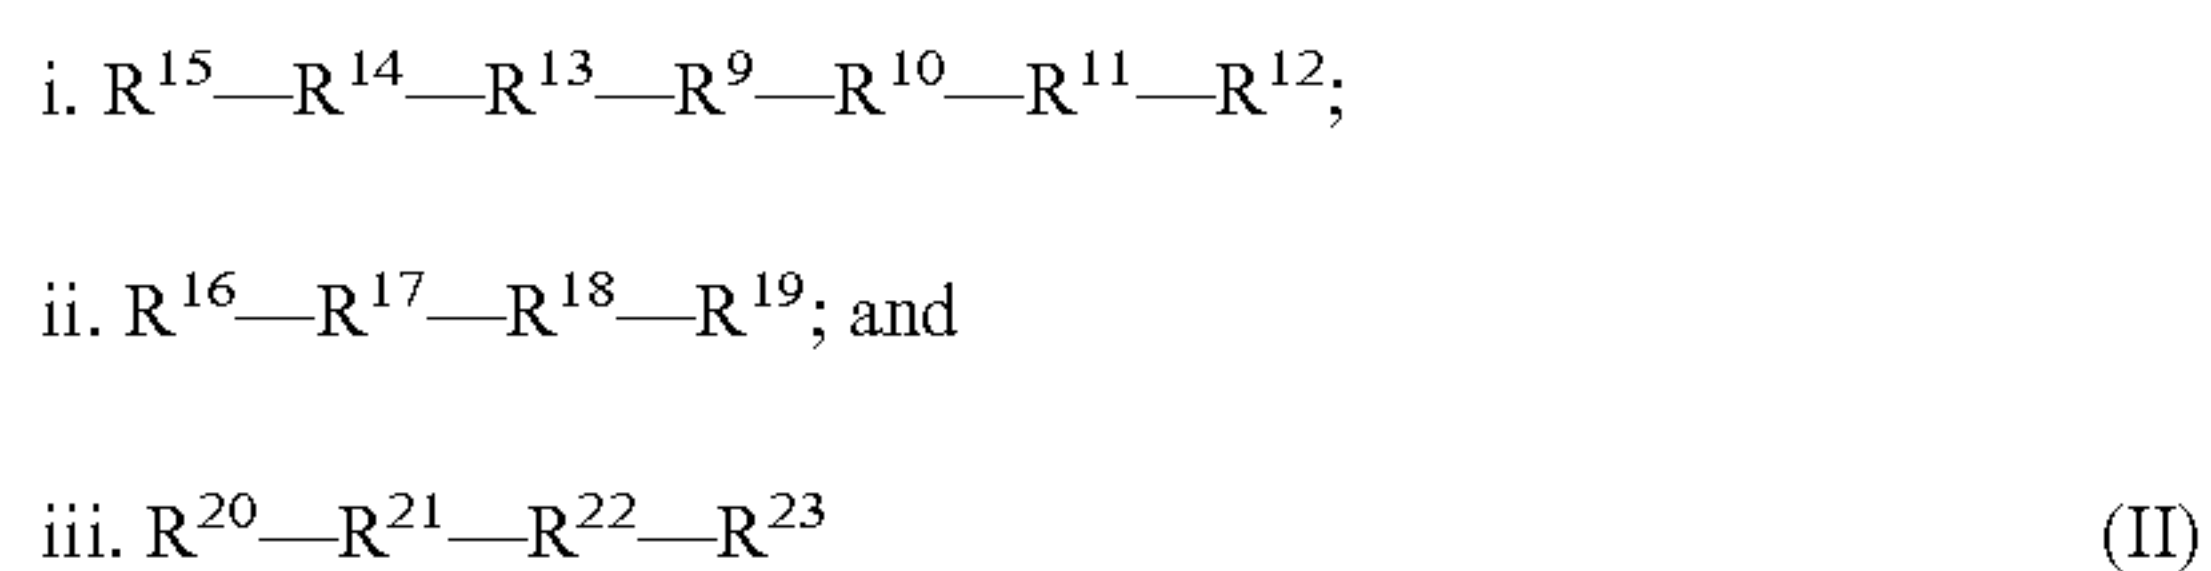 i. R¹⁵—R¹⁴—R¹³—R⁹—R¹⁰—R¹¹—R¹²;
ii. R¹⁶—R¹⁷—R¹⁸—R¹⁹; and
iii. R²⁰—R²¹—R²²—R²³ (II)